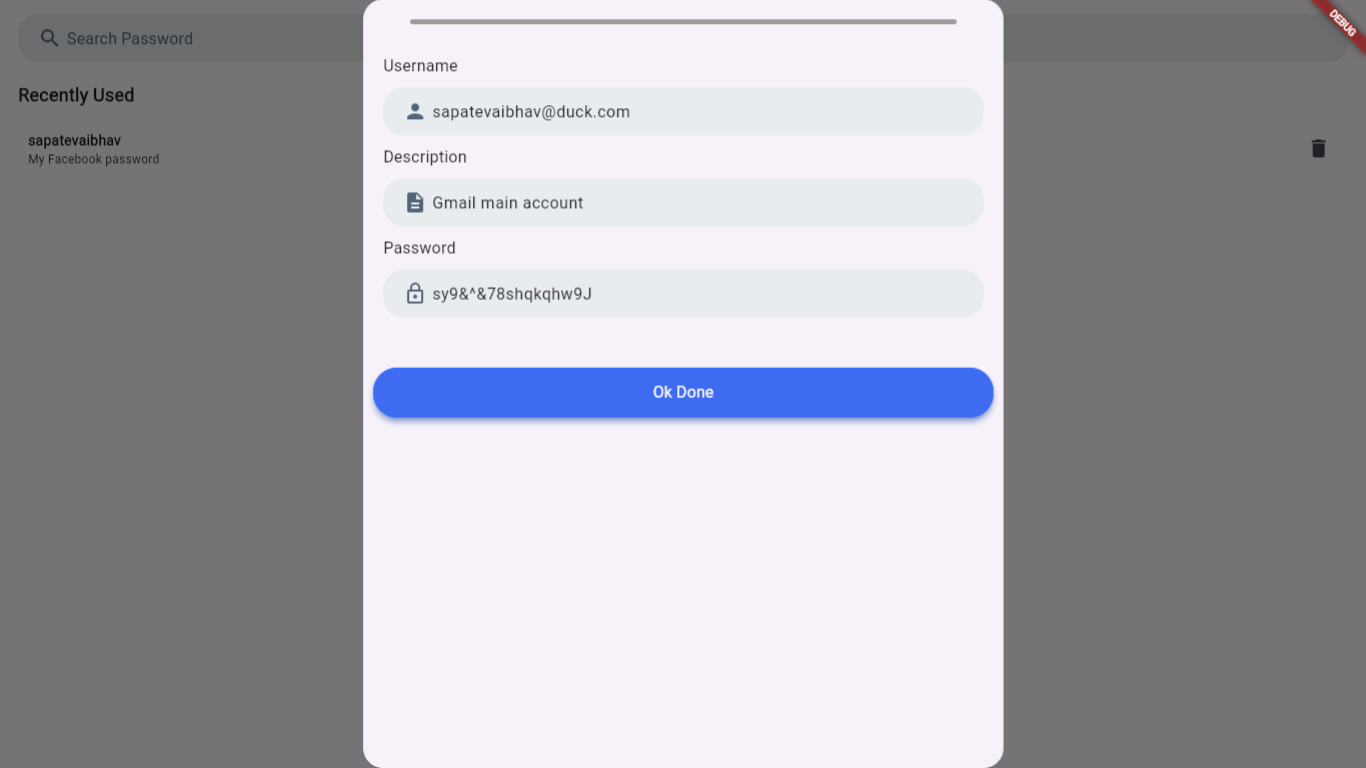 Search Password
DEBUG
Recently Used
sapatevaibhav
My Facebook password
Username
sapatevaibhav@duck.com
Description
Gmail main account
Password
sy9&^&78shqkqhw9J
Ok Done